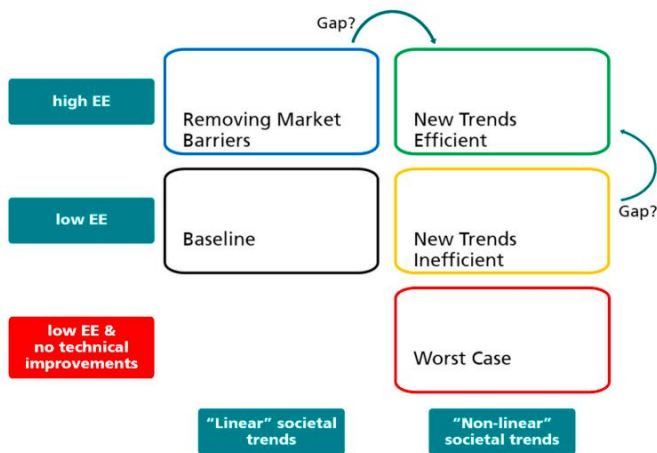 Gap?
high EE
Removing Market
Barriers
New Trends
Efficient
low EE
Baseline
New Trends
Inefficient
Gap?
low EE &
no technical
improvements
Worst Case
“Linear” societal
trends
“Non-linear”
societal trends